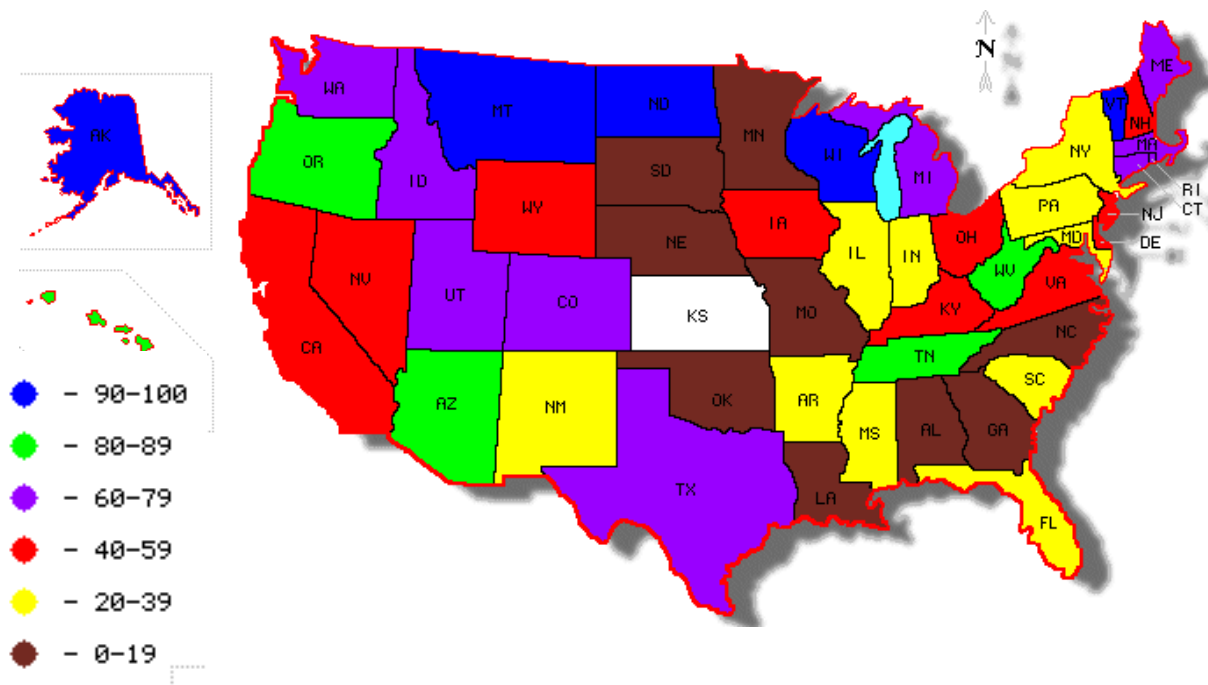 N
ME
WA
MT
ND
VT
AK
MN
NH
OR
WI
MA
NY
SD
ID
MI
RI
CT
WY
PA
NJ
IA
OH
MD
DE
NE
IL
IN
WV
NV
VA
UT
CO
KS
MO
KY
NC
CA
TN
SC
AZ
NM
OK
AR
MS
AL
GA
TX
LA
FL
- 90-100
- 80-89
- 60-79
- 40-59
- 20-39
- 0-19